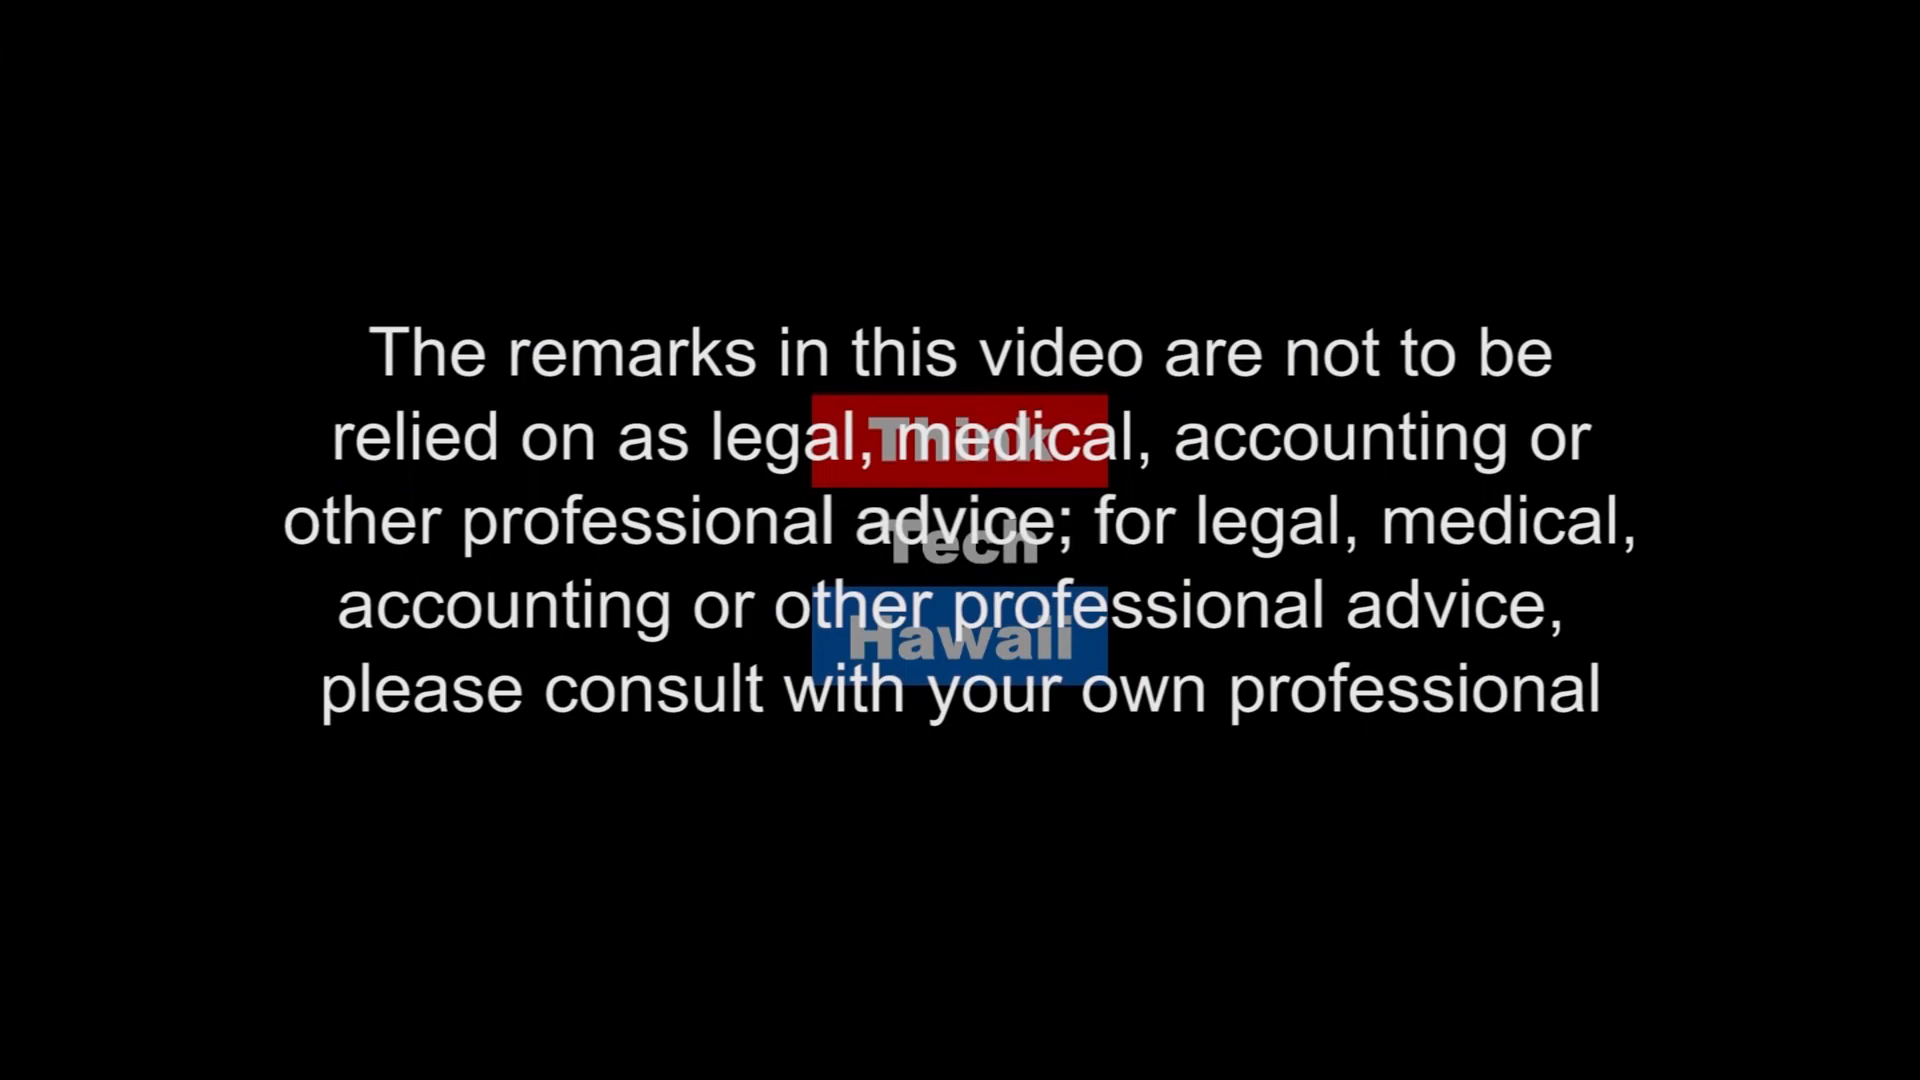 The remarks in this video are not to be
relied on as legal, medical, accounting or
other professional advice; for legal, medical,
accounting or other professional advice,
please consult with your own professional
Think
Tech
Hawaii